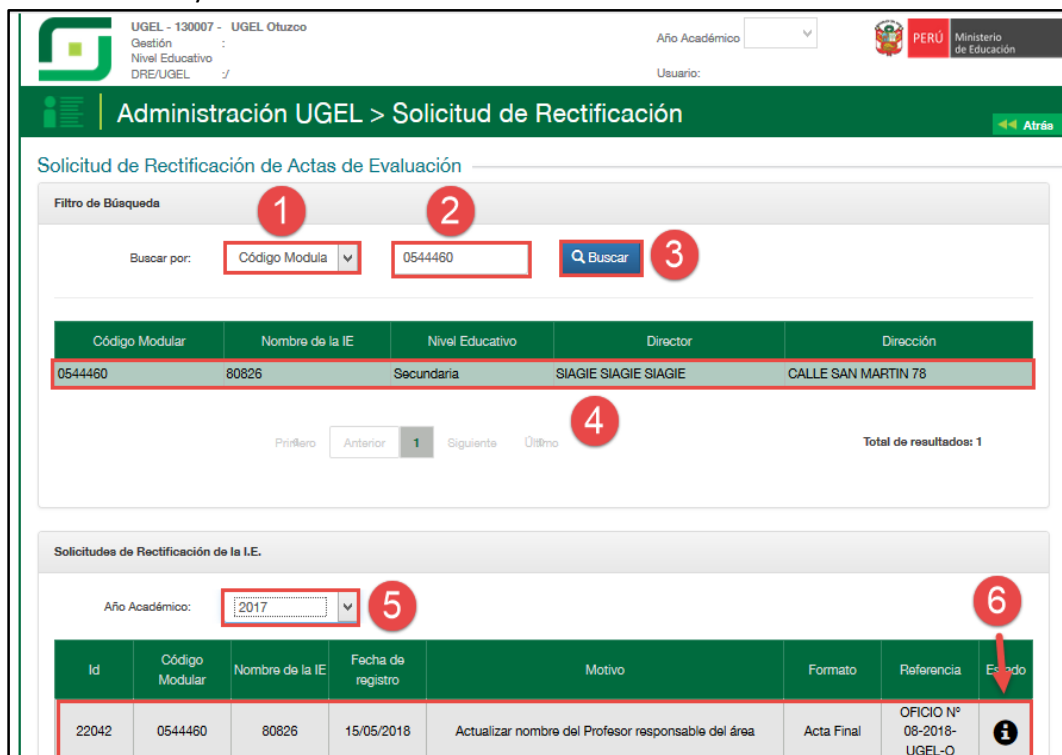 UGEL - 130007 - UGEL Otuzco
Gestión :
Nivel Educativo
DRE/UGEL :/
Año Académico
Usuario:
PERÚ Ministerio de Educación
Administración UGEL > Solicitud de Rectificación
Atrás
Solicitud de Rectificación de Actas de Evaluación
Filtro de Búsqueda
1 2
Buscar por: Código Modula 0544460 Buscar 3
Código Modular Nombre de la IE Nivel Educativo Director Dirección
0544460 80826 Secundaria SIAGIE SIAGIE SIAGIE CALLE SAN MARTIN 78
4
Primero Anterior 1 Siguiente Último Total de resultados: 1
Solicitudes de Rectificación de la I.E.
Año Académico: 2017 5 6
Id Código Modular Nombre de la IE Fecha de registro Motivo Formato Referencia Estado
22042 0544460 80826 15/05/2018 Actualizar nombre del Profesor responsable del área Acta Final OFICIO Nº 08-2018-UGEL-O